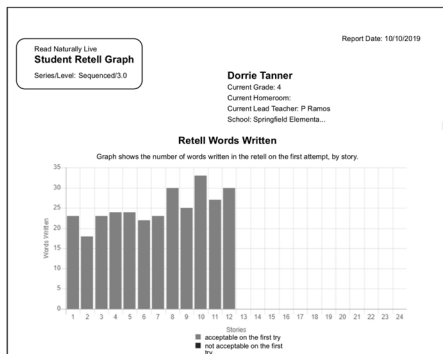 Report Date: 10/10/2019
Read Naturally Live
Student Retell Graph
Series/Level: Sequenced/3.0
Dorrie Tanner
Current Grade: 4
Current Homeroom:
Current Lead Teacher: P Ramos
School: Springfield Elementa...
Retell Words Written
Graph shows the number of words written in the retell on the first attempt, by story.
Words Written
35
30
25
20
15
10
5
0
1 2 3 4 5 6 7 8 9 10 11 12 13 14 15 16 17 18 19 20 21 22 23 24
Stories
acceptable on the first try
not acceptable on the first
try